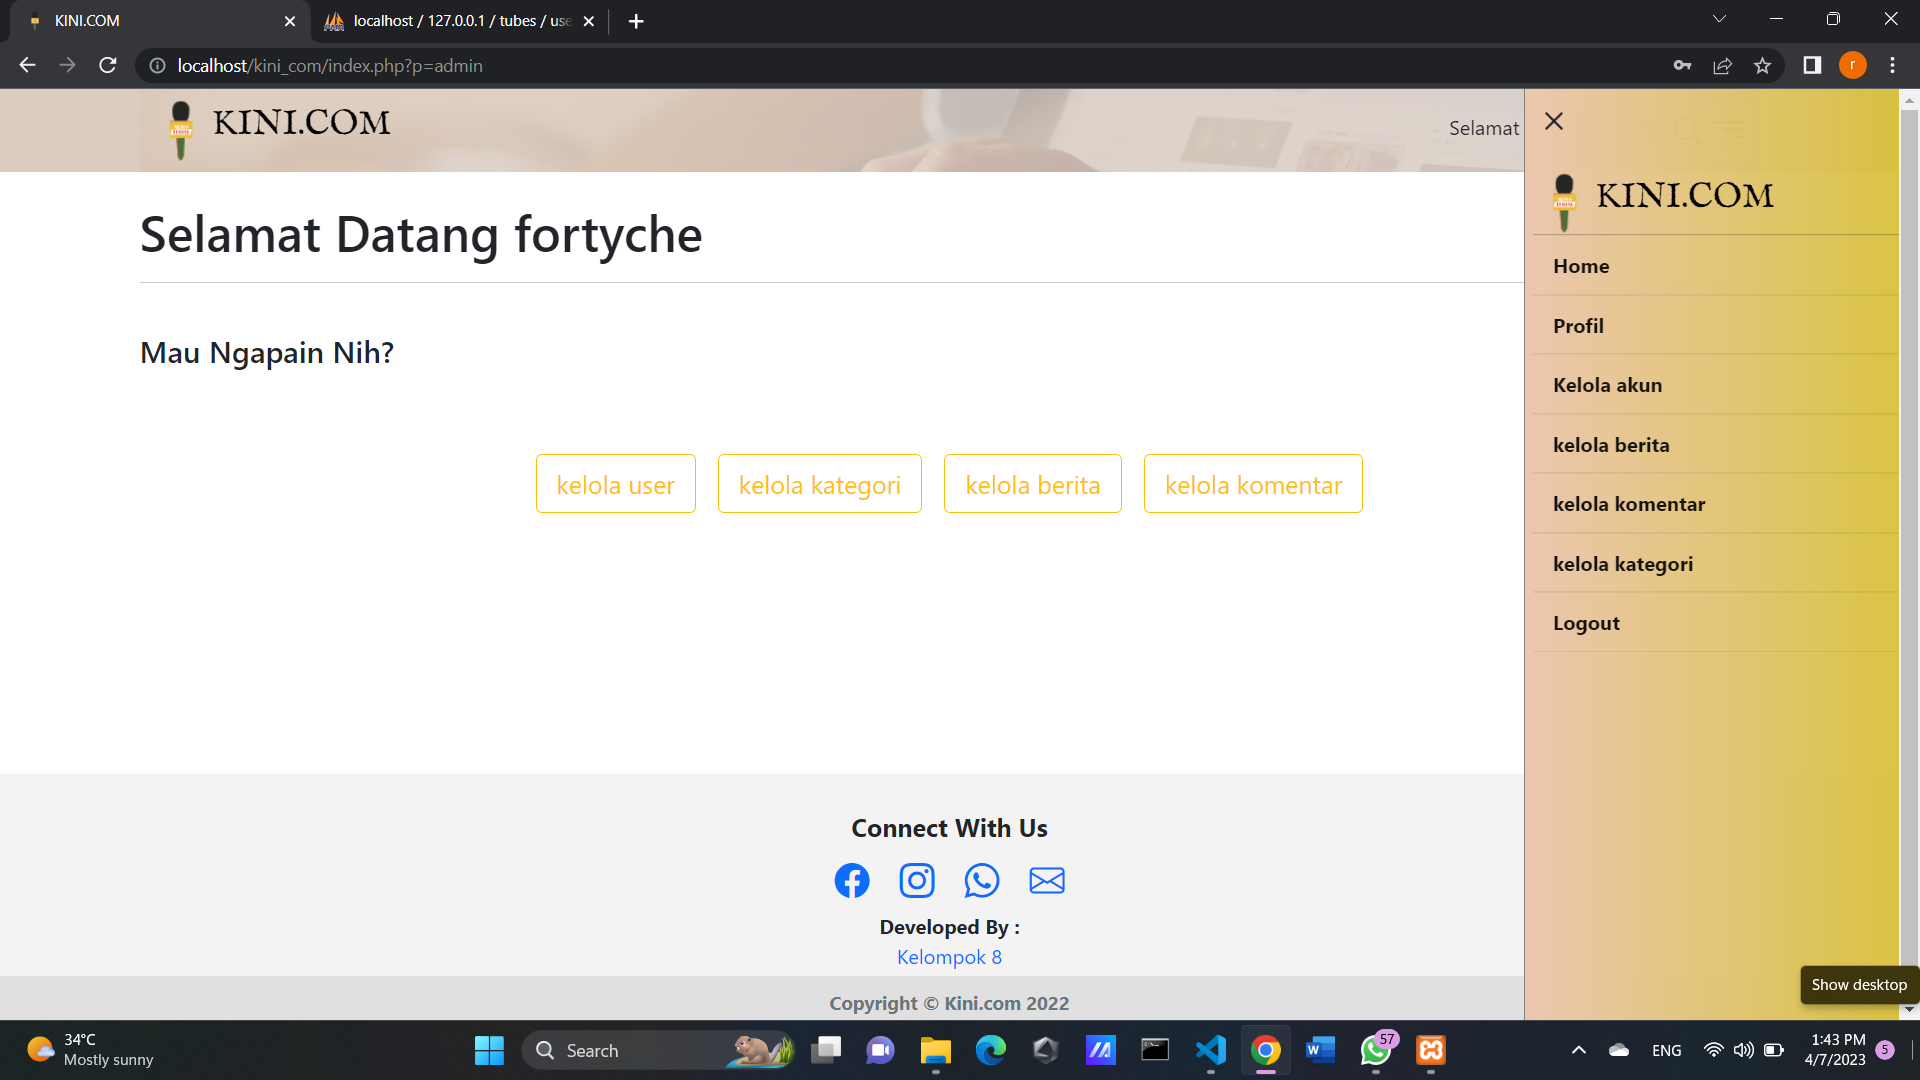 KINI.COM
localhost / 127.0.0.1 / tubes / use
localhost/kini_com/index.php?p=admin
r
KINI.COM
Selamat
KINI.COM
Selamat Datang fortyche
Mau Ngapain Nih?
kelola user
kelola kategori
kelola berita
kelola komentar
Home
Profil
Kelola akun
kelola berita
kelola komentar
kelola kategori
Logout
Connect With Us
Developed By :
Kelompok 8
Copyright © Kini.com 2022
Show desktop
34°C
Mostly sunny
Search
57
ENG
1:43 PM
4/7/2023
5